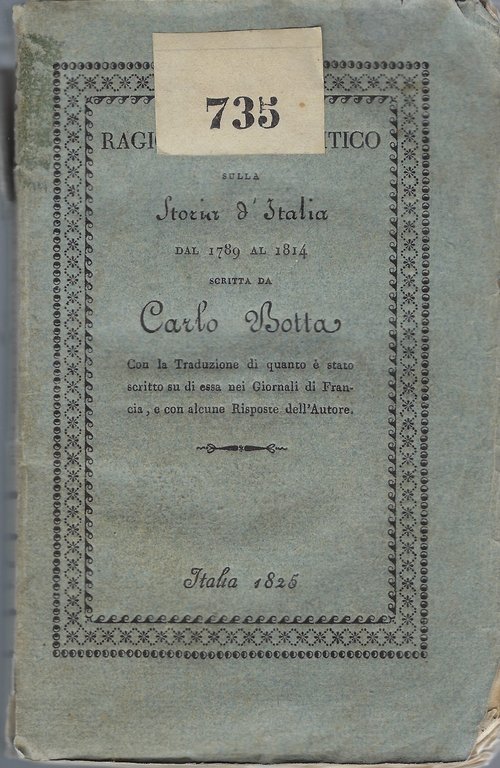 735
RAGI TICO
SULLA
Storia d'Italia
DAL 1789 AL 1814
SCRITTA DA
Carlo Botta
Con la Traduzione di quanto è stato
scritto su di essa nei Giornali di Fran-
cia, e con alcune Risposte dell'Autore.
Italia 1825